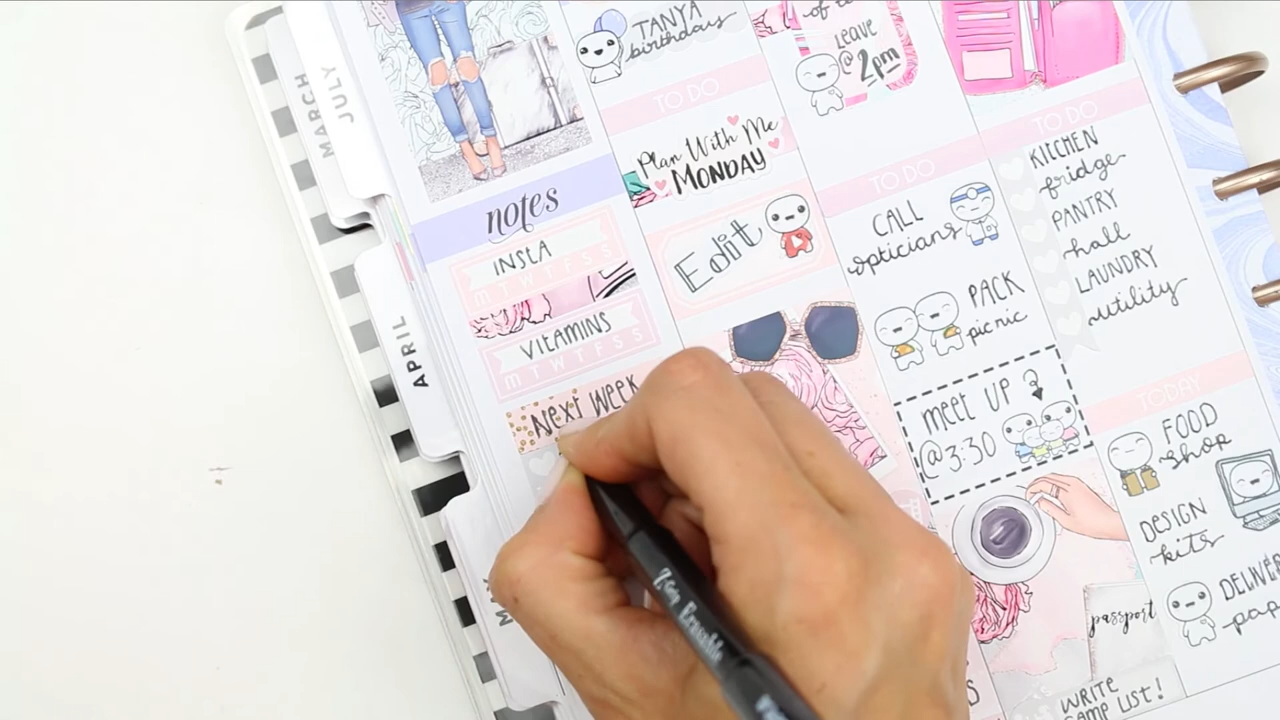 MARCH
JULY
APRIL
notes
INSTA
M T W T F S S
VITAMINS
M T W T F S S
NEXT WEEK
TANYA
birthday
TO DO
Plan With Me
MONDAY
Edit
LEAVE
@ 2pm
TO DO
CALL
opticians
PACK
picnic
MEET UP
@3:30
TO DO
KITCHEN
fridge
PANTRY
hall
LAUNDRY
utility
TODAY
FOOD
shop
DESIGN
kits
passport
WRITE
LIST!